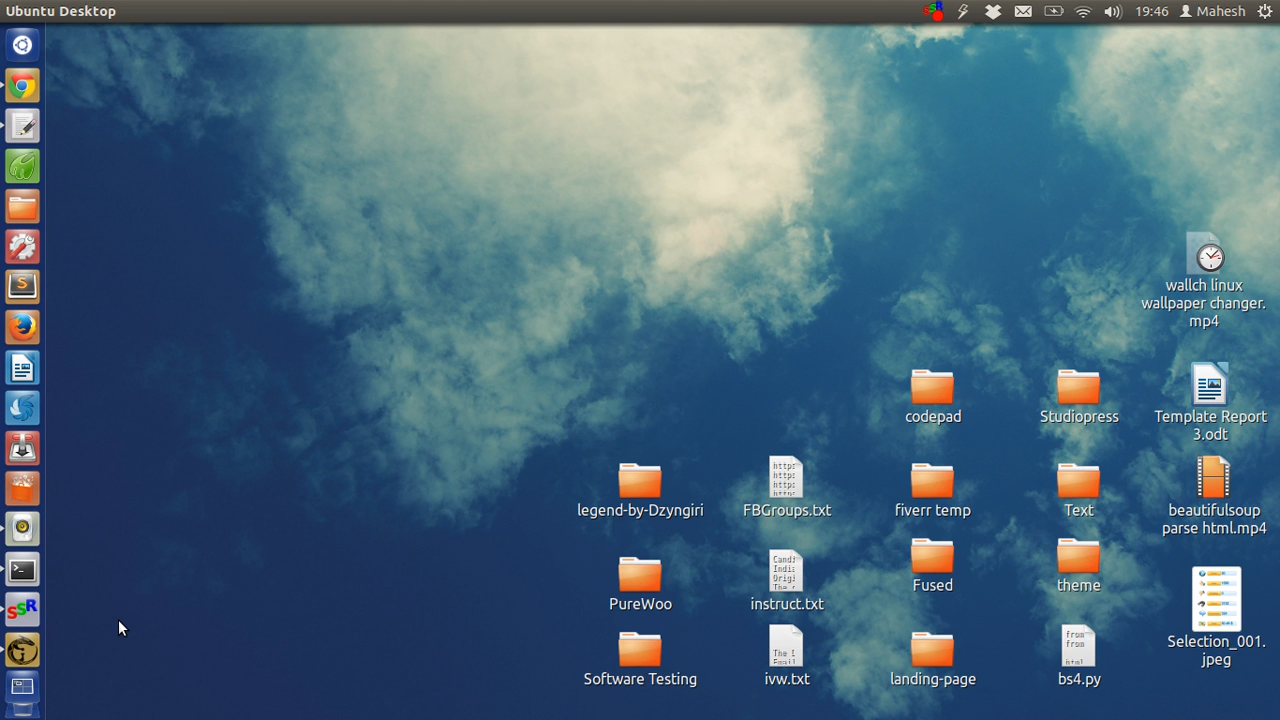 Ubuntu Desktop
19:46
Mahesh
wallch linux
wallpaper changer.
mp4
codepad
Studiopress
Template Report
3.odt
legend-by-Dzyngiri
FBGroups.txt
fiverr temp
Text
beautifulsoup
parse html.mp4
PureWoo
instruct.txt
Fused
theme
Selection_001.
jpeg
Software Testing
ivw.txt
landing-page
bs4.py